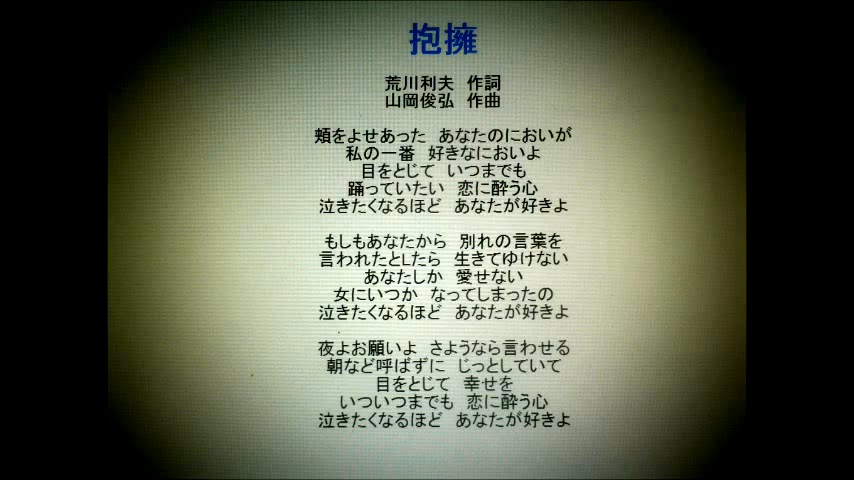 抱擁
荒川利夫　作詞
山岡俊弘　作曲
頬をよせあった　あなたのにおいが
私の一番　好きなにおいよ
目をとじて　いつまでも
踊っていたい　恋に酔う心
泣きたくなるほど　あなたが好きよ
もしもあなたから　別れの言葉を
言われたとLたら　生きてゆけない
あなたしか　愛せない
女にいつか　なってしまったの
泣きたくなるほど　あなたが好きよ
夜よお願いよ　さようなら言わせる
朝など呼ばずに　じっとしていて
目をとじて　幸せを
いついつまでも　恋に酔う心
泣きたくなるほど　あなたが好きよ